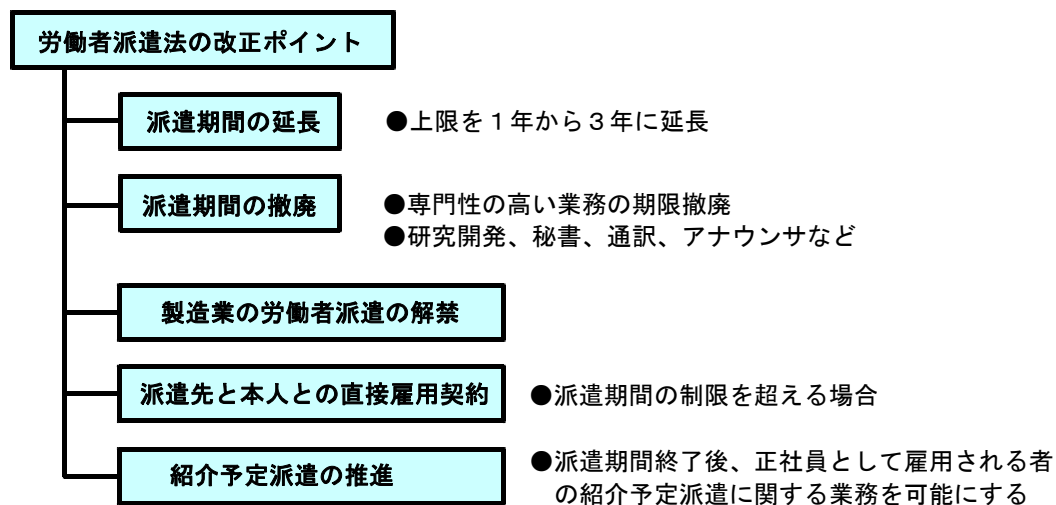 労働者派遣法の改正ポイント
派遣期間の延長
●上限を１年から３年に延長
派遣期間の撤廃
●専門性の高い業務の期限撤廃
●研究開発、秘書、通訳、アナウンサなど
製造業の労働者派遣の解禁
派遣先と本人との直接雇用契約
●派遣期間の制限を超える場合
紹介予定派遣の推進
●派遣期間終了後、正社員として雇用される者
の紹介予定派遣に関する業務を可能にする